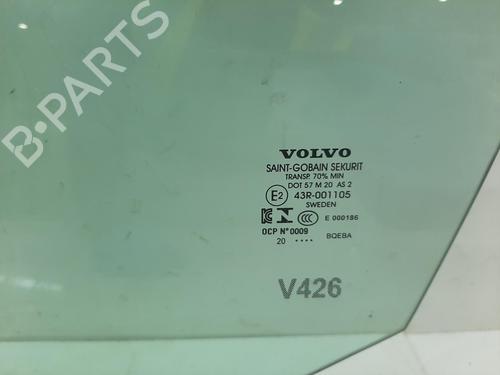 B-PARTS
VOLVO
SAINT-GOBAIN SEKURIT
TRANSP. 70% MIN
DOT 57 M 20 AS 2
E2 43R-001105
SWEDEN
E 000186
OCP N°0009
20 •••• BQEBA
V426